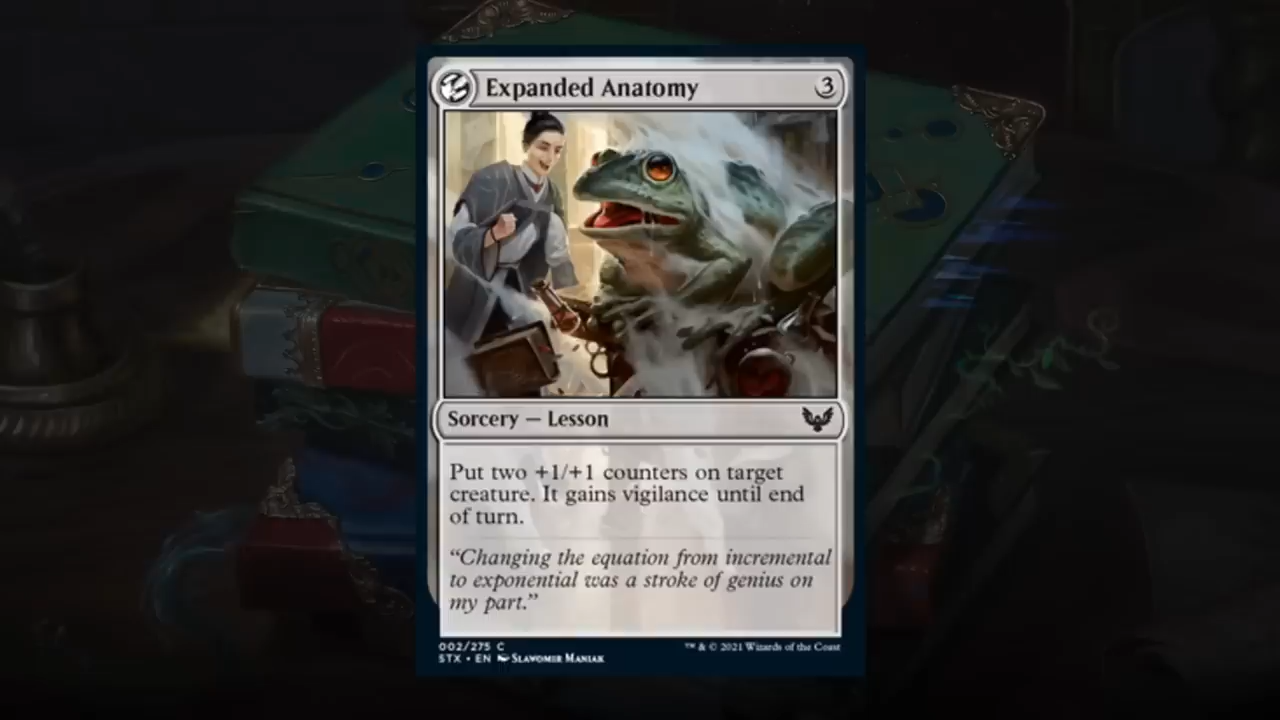 Expanded Anatomy 3
Sorcery — Lesson
Put two +1/+1 counters on target
creature. It gains vigilance until end
of turn.
“Changing the equation from incremental
to exponential was a stroke of genius on
my part.”
002/275 C
™ & © 2021 Wizards of the Coast
STX • EN Slawomir Maniak